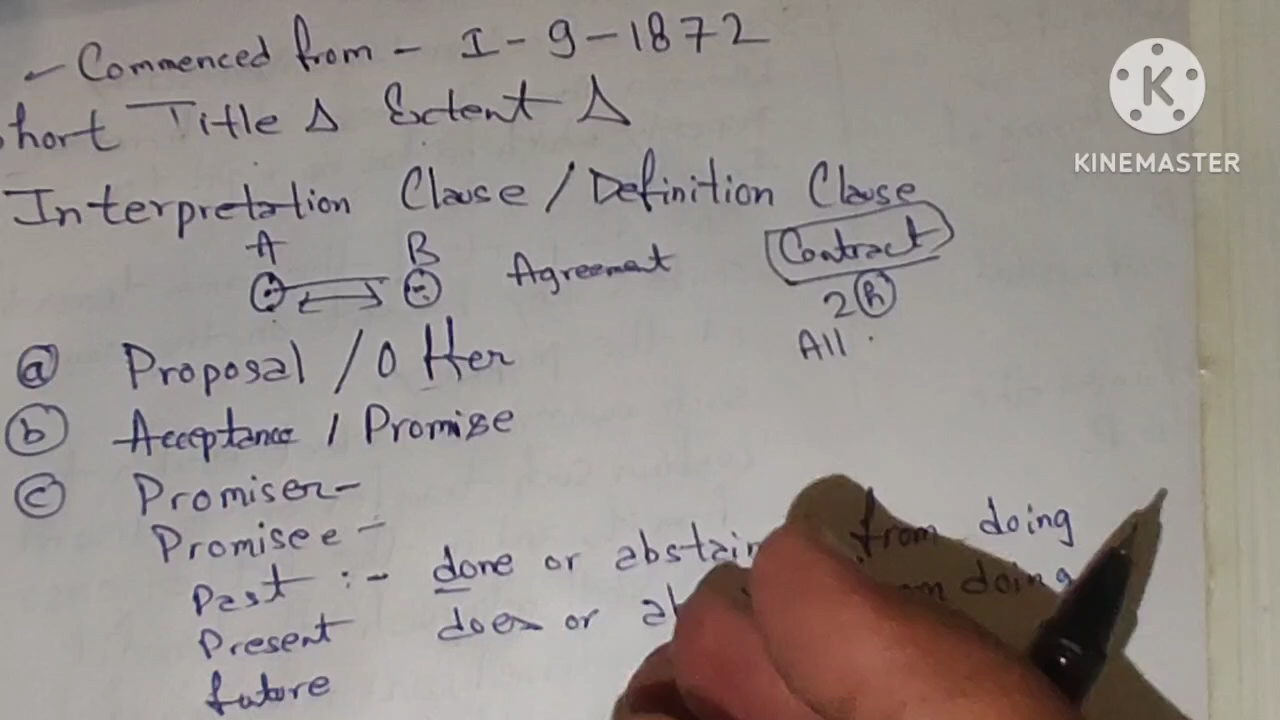 Commenced from - I-9-1872
hort Title & Extent &
Interpretation Clause / Definition Clause
A B Agreement Contract
2 (h)
All
(a) Proposal / Offer
(b) Acceptance / Promise
(c) Promiser-
Promisee-
Past :- done or abstain from doing
Present does or doing
future
K
KINEMASTER